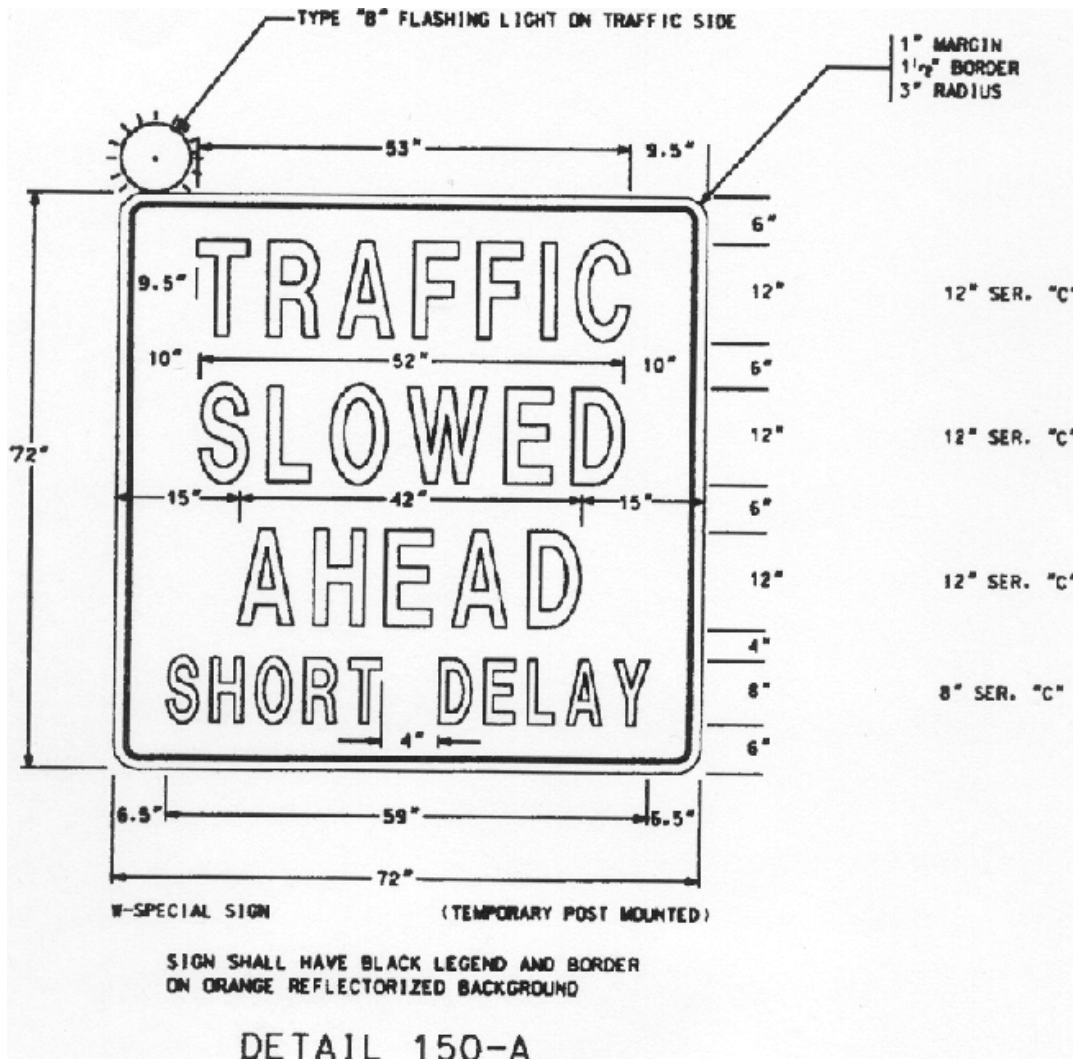 TYPE "B" FLASHING LIGHT ON TRAFFIC SIDE
1" MARGIN
1 1/2" BORDER
3" RADIUS
53" 9.5"
6"
TRAFFIC
9.5"
12" 12" SER. "C"
10" 52" 10"
6"
SLOWED
12" 12" SER. "C"
72"
15" 42" 15"
6"
AHEAD
12" 12" SER. "C"
4"
SHORT DELAY
8" 8" SER. "C"
4"
6"
6.5" 59" 6.5"
72"
W-SPECIAL SIGN (TEMPORARY POST MOUNTED)
SIGN SHALL HAVE BLACK LEGEND AND BORDER
ON ORANGE REFLECTORIZED BACKGROUND
DETAIL 150-A